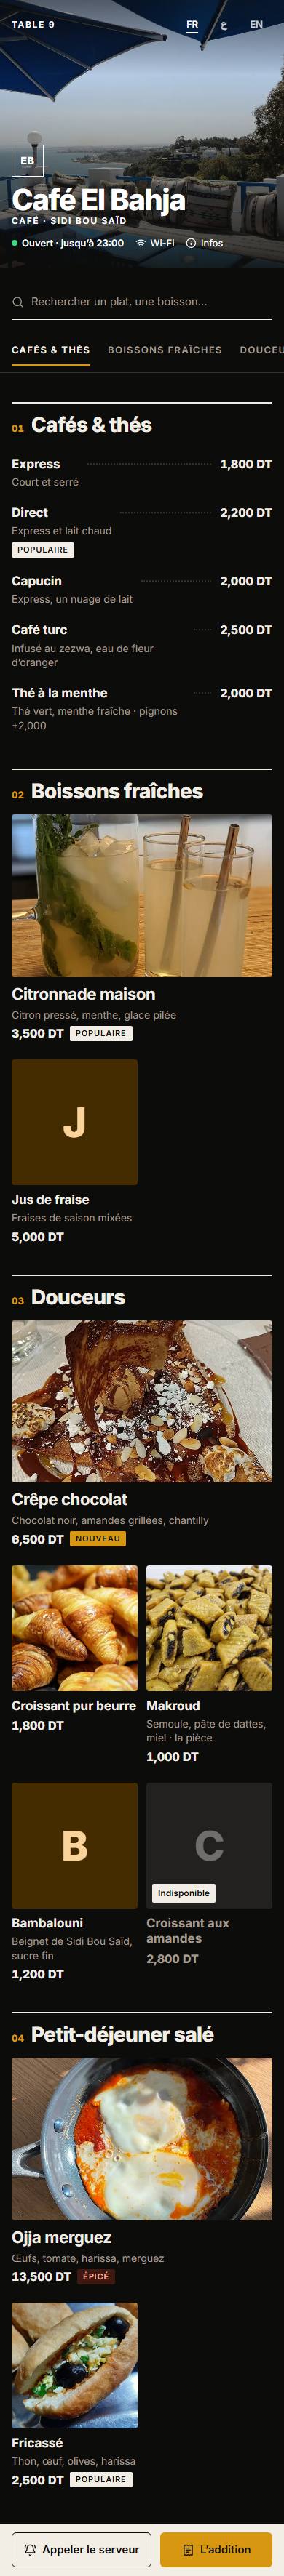 TABLE 9
FR ع EN
EB
Café El Bahja
CAFÉ · SIDI BOU SAÏD
Ouvert · jusqu'à 23:00 Wi-Fi Infos
Rechercher un plat, une boisson…
CAFÉS & THÉS BOISSONS FRAÎCHES DOUCEU
01 Cafés & thés
Express 1,800 DT
Court et serré
Direct 2,200 DT
Express et lait chaud
POPULAIRE
Capucin 2,000 DT
Express, un nuage de lait
Café turc 2,500 DT
Infusé au zezwa, eau de fleur
d'oranger
Thé à la menthe 2,000 DT
Thé vert, menthe fraîche · pignons
+2,000
02 Boissons fraîches
Citronnade maison
Citron pressé, menthe, glace pilée
3,500 DT POPULAIRE
J
Jus de fraise
Fraises de saison mixées
5,000 DT
03 Douceurs
Crêpe chocolat
Chocolat noir, amandes grillées, chantilly
6,500 DT NOUVEAU
Croissant pur beurre
1,800 DT
Makroud
Semoule, pâte de dattes,
miel · la pièce
1,000 DT
B
Bambalouni
Beignet de Sidi Bou Saïd,
sucre fin
1,200 DT
C
Indisponible
Croissant aux
amandes
2,800 DT
04 Petit-déjeuner salé
Ojja merguez
Œufs, tomate, harissa, merguez
13,500 DT ÉPICÉ
Fricassé
Thon, œuf, olives, harissa
2,500 DT POPULAIRE
Appeler le serveur
L'addition